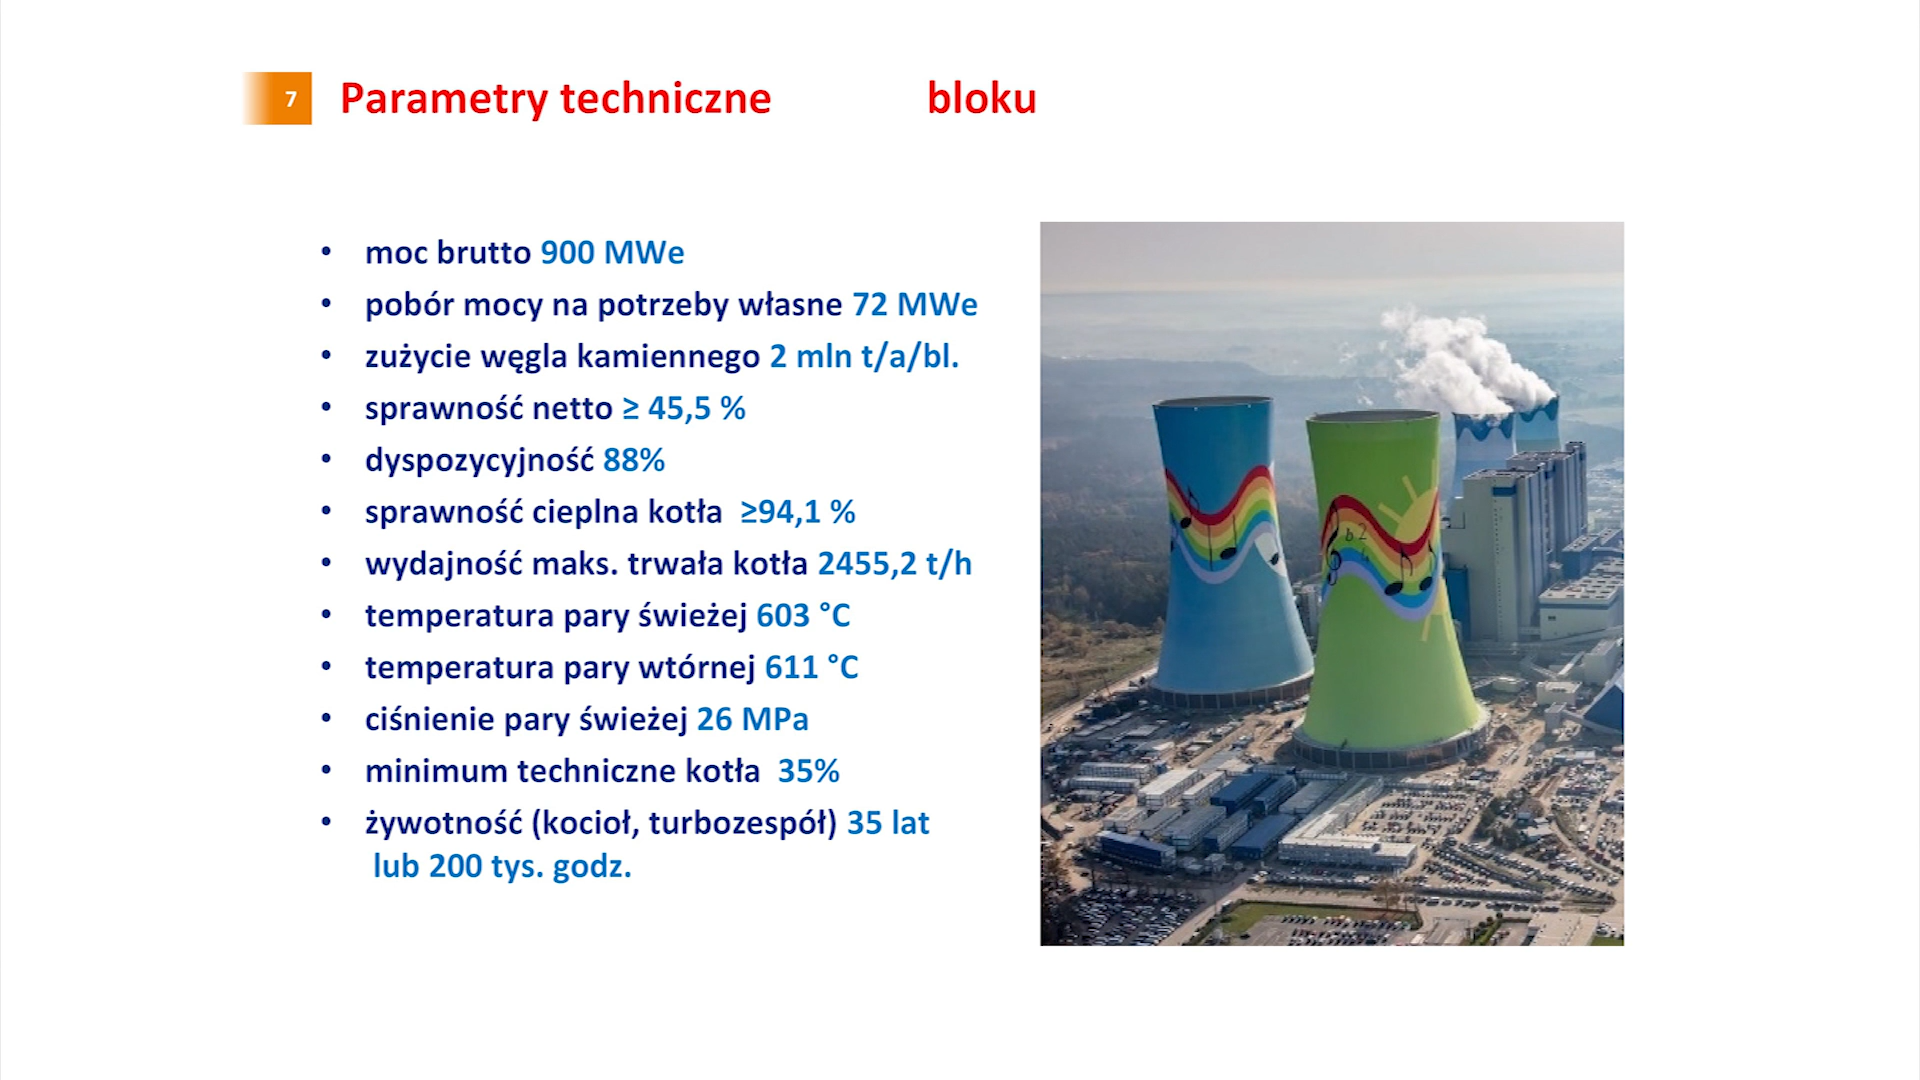 7
Parametry techniczne bloku
• moc brutto 900 MWe
• pobór mocy na potrzeby własne 72 MWe
• zużycie węgla kamiennego 2 mln t/a/bl.
• sprawność netto ≥ 45,5 %
• dyspozycyjność 88%
• sprawność cieplna kotła ≥94,1 %
• wydajność maks. trwała kotła 2455,2 t/h
• temperatura pary świeżej 603 °C
• temperatura pary wtórnej 611 °C
• ciśnienie pary świeżej 26 MPa
• minimum techniczne kotła 35%
• żywotność (kocioł, turbozespół) 35 lat
lub 200 tys. godz.